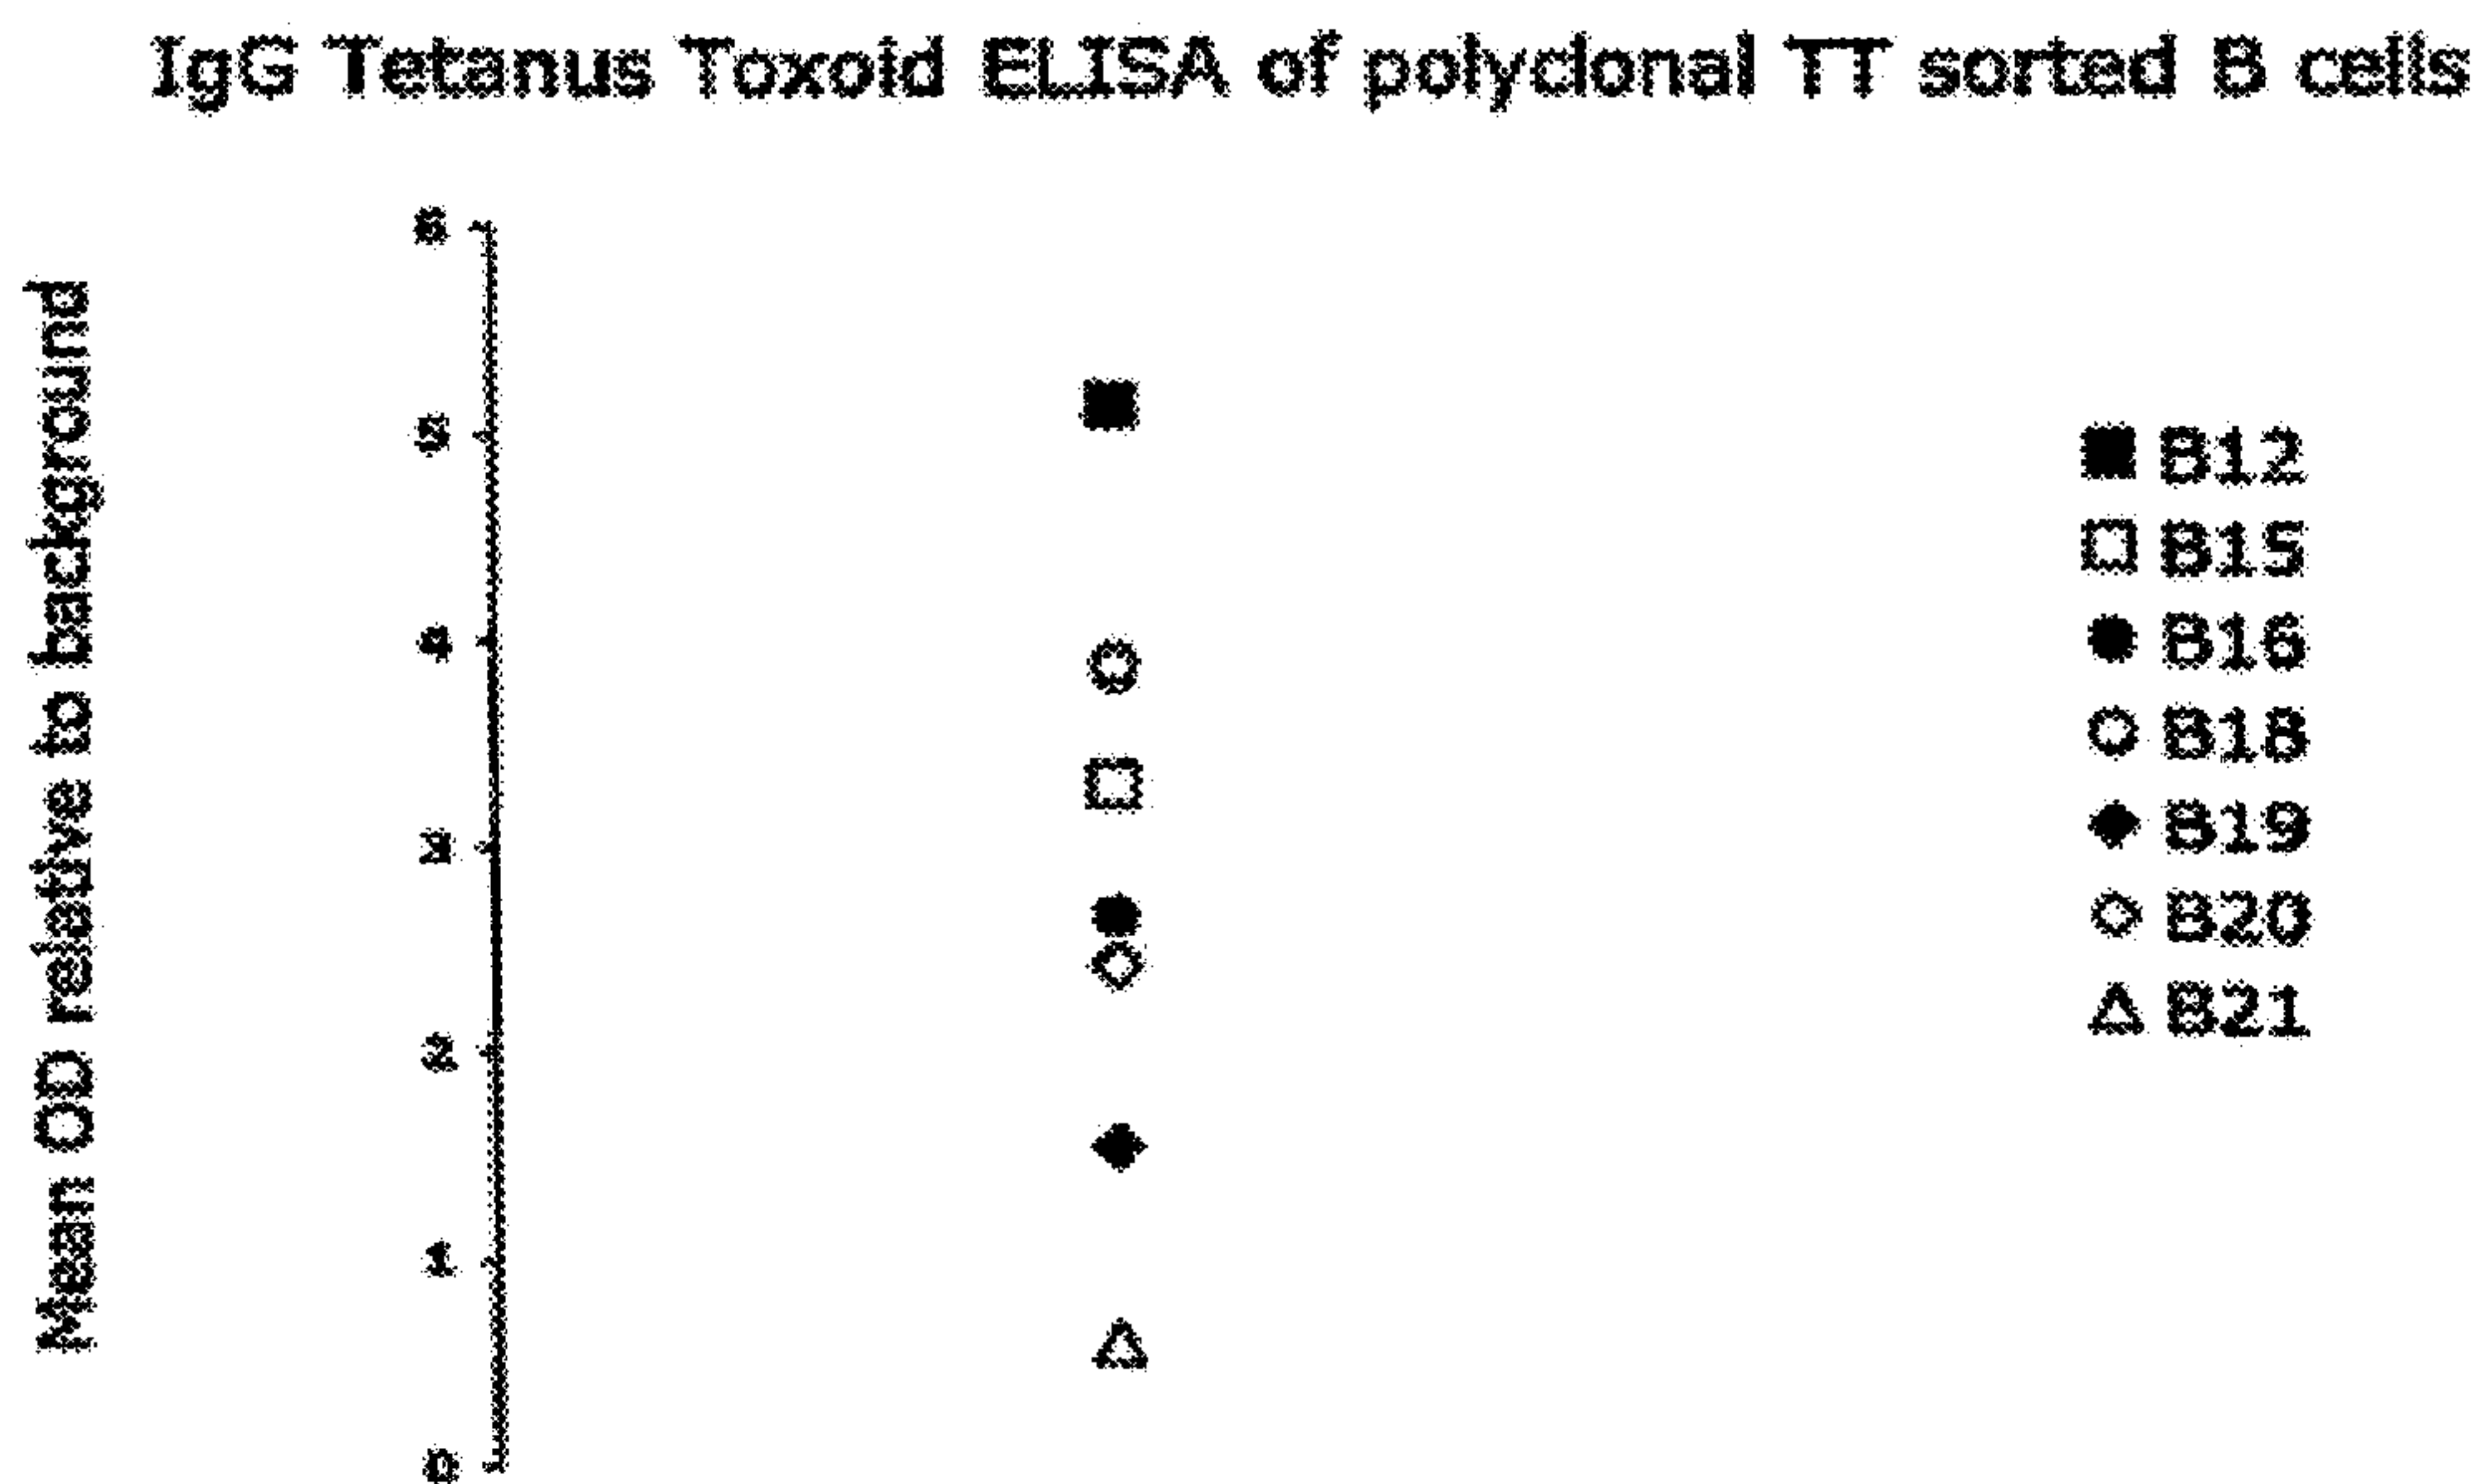 IgG Tetanus Toxoid ELISA of polyclonal TT sorted B cells
Mean OD relative to background
6
5
4
3
2
1
0
B12
B15
B16
B18
B19
B20
B21